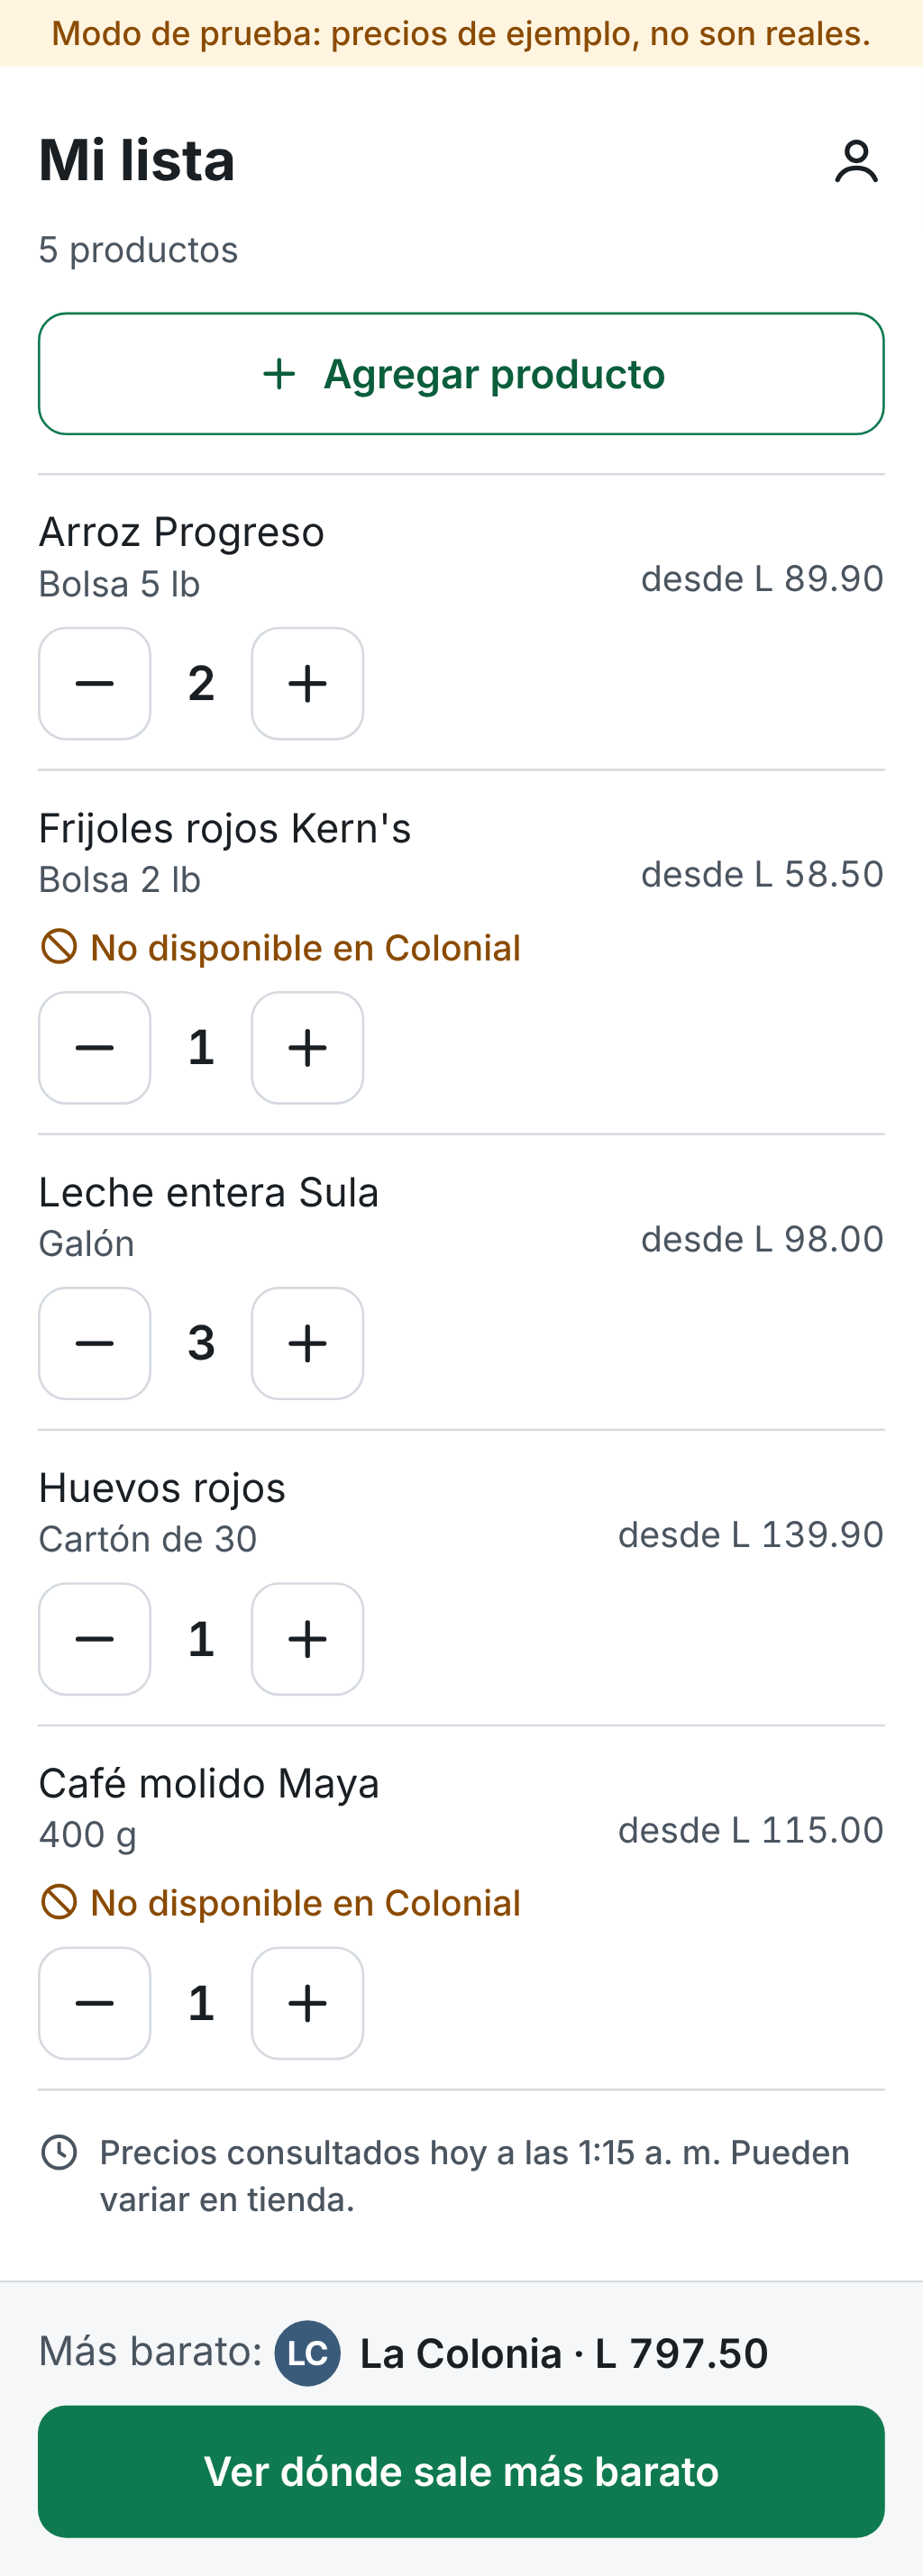 Modo de prueba: precios de ejemplo, no son reales.
Mi lista
5 productos
+ Agregar producto
Arroz Progreso
Bolsa 5 lb
desde L 89.90
− 2 +
Frijoles rojos Kern's
Bolsa 2 lb
desde L 58.50
No disponible en Colonial
− 1 +
Leche entera Sula
Galón
desde L 98.00
− 3 +
Huevos rojos
Cartón de 30
desde L 139.90
− 1 +
Café molido Maya
400 g
desde L 115.00
No disponible en Colonial
− 1 +
Precios consultados hoy a las 1:15 a. m. Pueden
variar en tienda.
Más barato: LC La Colonia · L 797.50
Ver dónde sale más barato